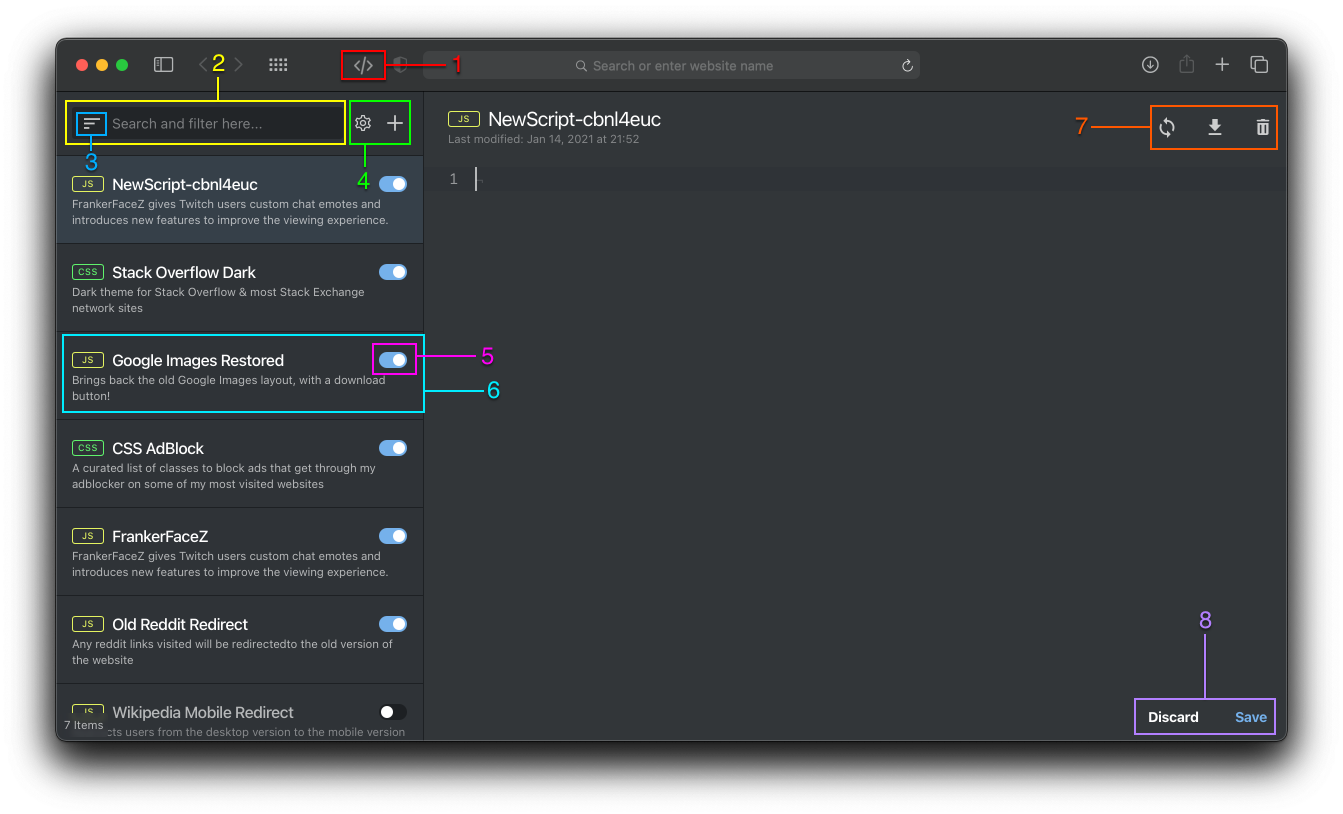 2
</> 1
Search or enter website name
Search and filter here...
3
4
JS NewScript-cbnl4euc
Last modified: Jan 14, 2021 at 21:52
7
1
JS NewScript-cbnl4euc
FrankerFaceZ gives Twitch users custom chat emotes and
introduces new features to improve the viewing experience.
CSS Stack Overflow Dark
Dark theme for Stack Overflow & most Stack Exchange
network sites
JS Google Images Restored
Brings back the old Google Images layout, with a download
button!
5
6
CSS CSS AdBlock
A curated list of classes to block ads that get through my
adblocker on some of my most visited websites
JS FrankerFaceZ
FrankerFaceZ gives Twitch users custom chat emotes and
introduces new features to improve the viewing experience.
JS Old Reddit Redirect
Any reddit links visited will be redirectedto the old version of
the website
JS Wikipedia Mobile Redirect
7 Items
users from the desktop version to the mobile version
8
Discard Save